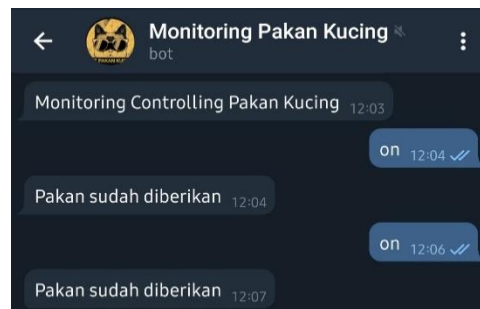 Monitoring Pakan Kucing
bot
Monitoring Controlling Pakan Kucing 12:03
on 12:04
Pakan sudah diberikan 12:04
on 12:06
Pakan sudah diberikan 12:07